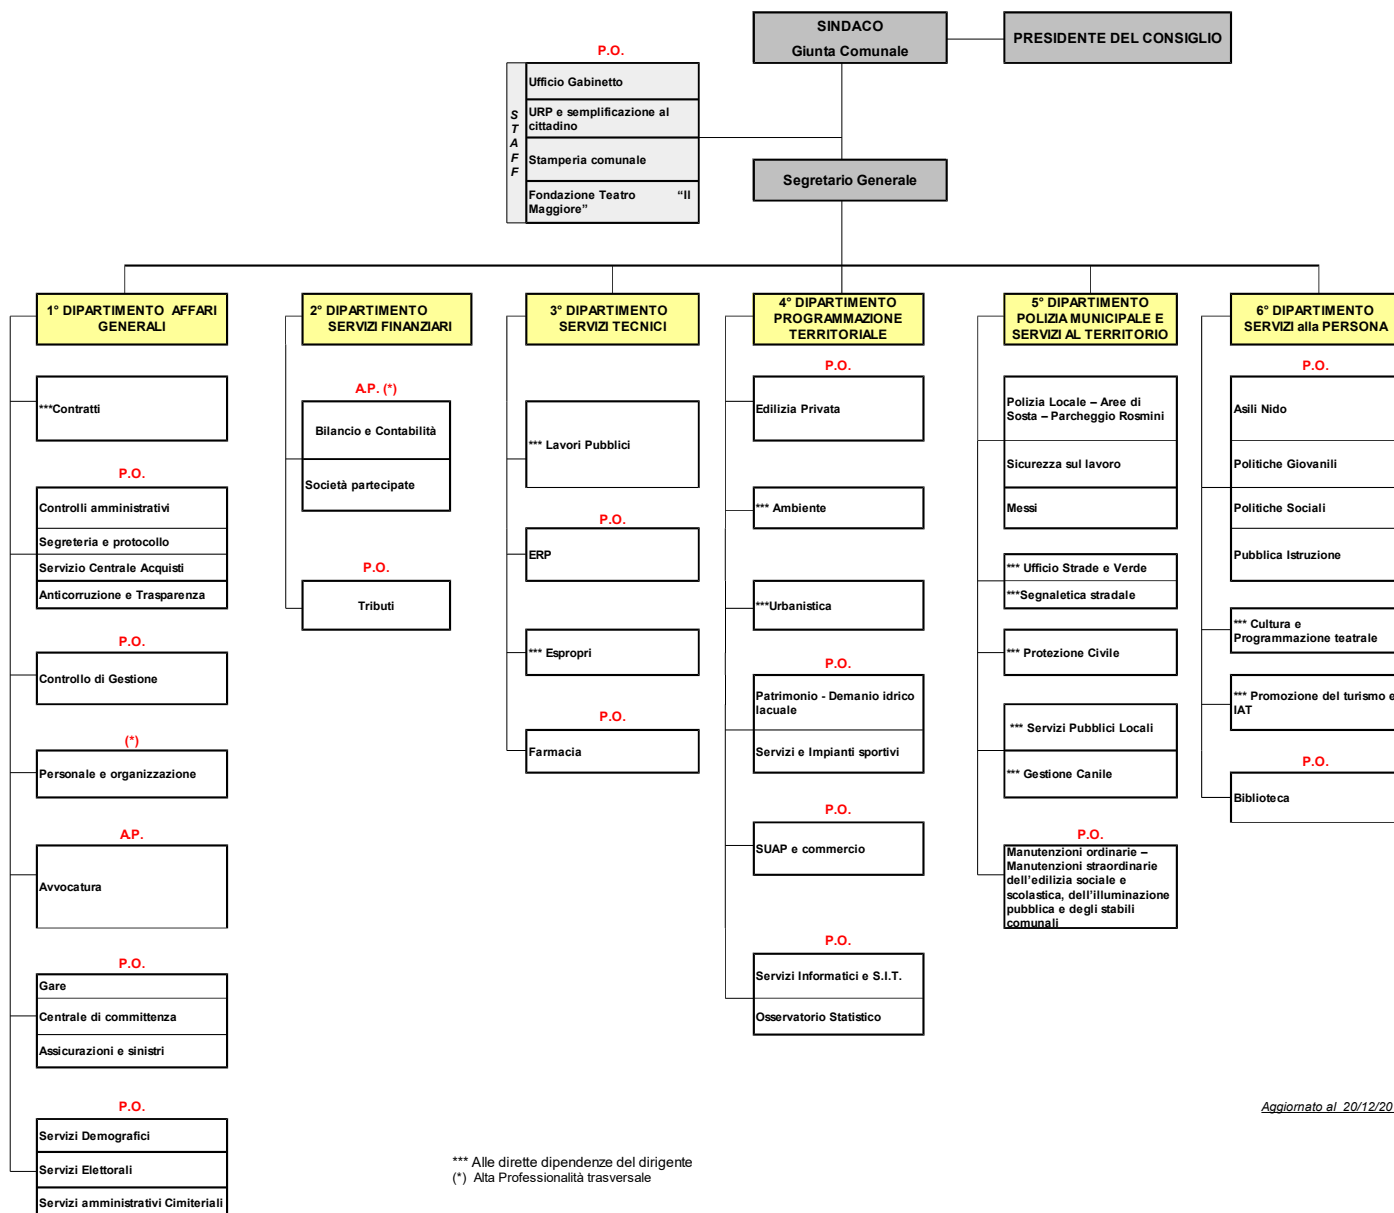 SINDACO
Giunta Comunale
PRESIDENTE DEL CONSIGLIO
P.O.
STAFF
Ufficio Gabinetto
URP e semplificazione al
cittadino
Stamperia comunale
Fondazione Teatro “Il
Maggiore”
Segretario Generale
1° DIPARTIMENTO AFFARI
GENERALI
***Contratti
P.O.
Controlli amministrativi
Segreteria e protocollo
Servizio Centrale Acquisti
Anticorruzione e Trasparenza
P.O.
Controllo di Gestione
(*)
Personale e organizzazione
A.P.
Avvocatura
P.O.
Gare
Centrale di committenza
Assicurazioni e sinistri
P.O.
Servizi Demografici
Servizi Elettorali
Servizi amministrativi Cimiteriali
2° DIPARTIMENTO
SERVIZI FINANZIARI
A.P. (*)
Bilancio e Contabilità
Società partecipate
P.O.
Tributi
3° DIPARTIMENTO
SERVIZI TECNICI
*** Lavori Pubblici
P.O.
ERP
*** Espropri
P.O.
Farmacia
4° DIPARTIMENTO
PROGRAMMAZIONE
TERRITORIALE
P.O.
Edilizia Privata
*** Ambiente
***Urbanistica
P.O.
Patrimonio - Demanio idrico
lacuale
Servizi e Impianti sportivi
P.O.
SUAP e commercio
P.O.
Servizi Informatici e S.I.T.
Osservatorio Statistico
5° DIPARTIMENTO
POLIZIA MUNICIPALE E
SERVIZI AL TERRITORIO
Polizia Locale – Aree di
Sosta – Parcheggio Rosmini
Sicurezza sul lavoro
Messi
*** Ufficio Strade e Verde
***Segnaletica stradale
*** Protezione Civile
*** Servizi Pubblici Locali
*** Gestione Canile
P.O.
Manutenzioni ordinarie –
Manutenzioni straordinarie
dell’edilizia sociale e
scolastica, dell’illuminazione
pubblica e degli stabili
comunali
6° DIPARTIMENTO
SERVIZI alla PERSONA
P.O.
Asili Nido
Politiche Giovanili
Politiche Sociali
Pubblica Istruzione
*** Cultura e
Programmazione teatrale
*** Promozione del turismo e
IAT
P.O.
Biblioteca
Aggiornato al 20/12/20
*** Alle dirette dipendenze del dirigente
(*) Alta Professionalità trasversale